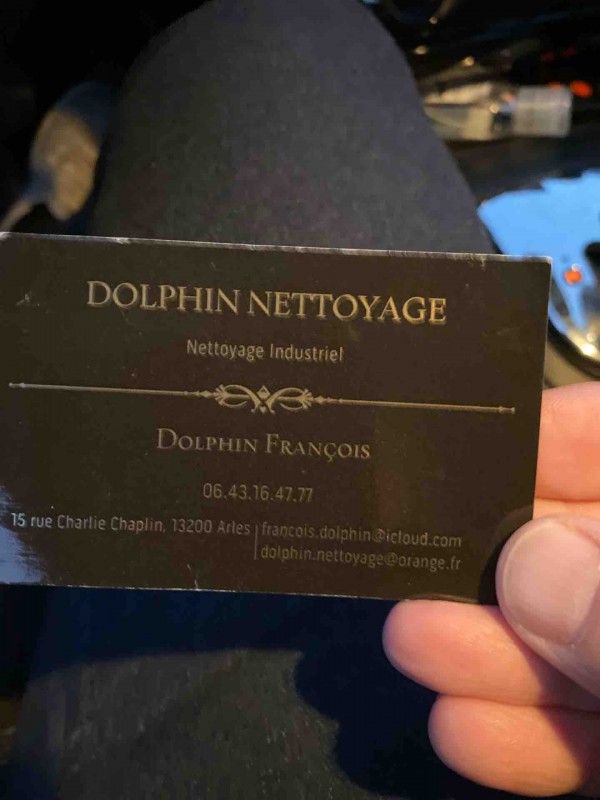 DOLPHIN NETTOYAGE
Nettoyage Industriel
DOLPHIN FRANÇOIS
06.43.16.47.77
15 rue Charlie Chaplin, 13200 Arles
francois.dolphin@icloud.com
dolphin.nettoyage@orange.fr